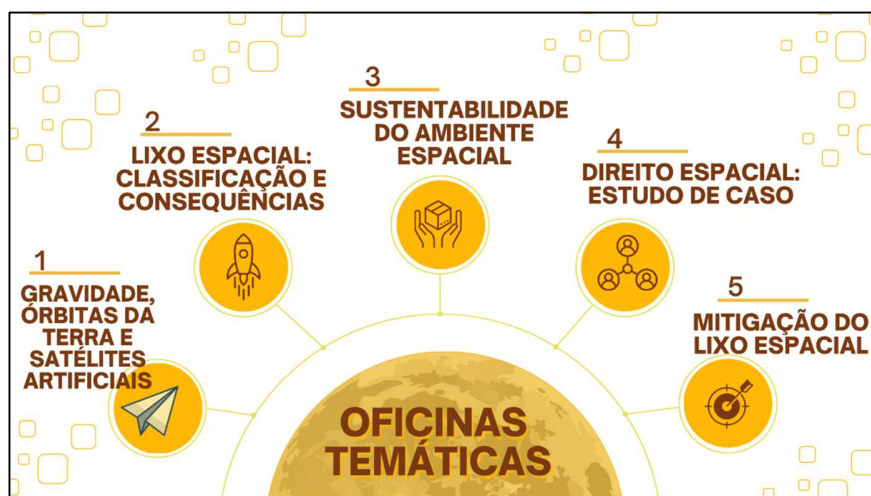 1
GRAVIDADE,
ÓRBITAS DA
TERRA E
SATÉLITES
ARTIFICIAIS
2
LIXO ESPACIAL:
CLASSIFICAÇÃO E
CONSEQUÊNCIAS
3
SUSTENTABILIDADE
DO AMBIENTE
ESPACIAL
4
DIREITO ESPACIAL:
ESTUDO DE CASO
5
MITIGAÇÃO DO
LIXO ESPACIAL
OFICINAS
TEMÁTICAS